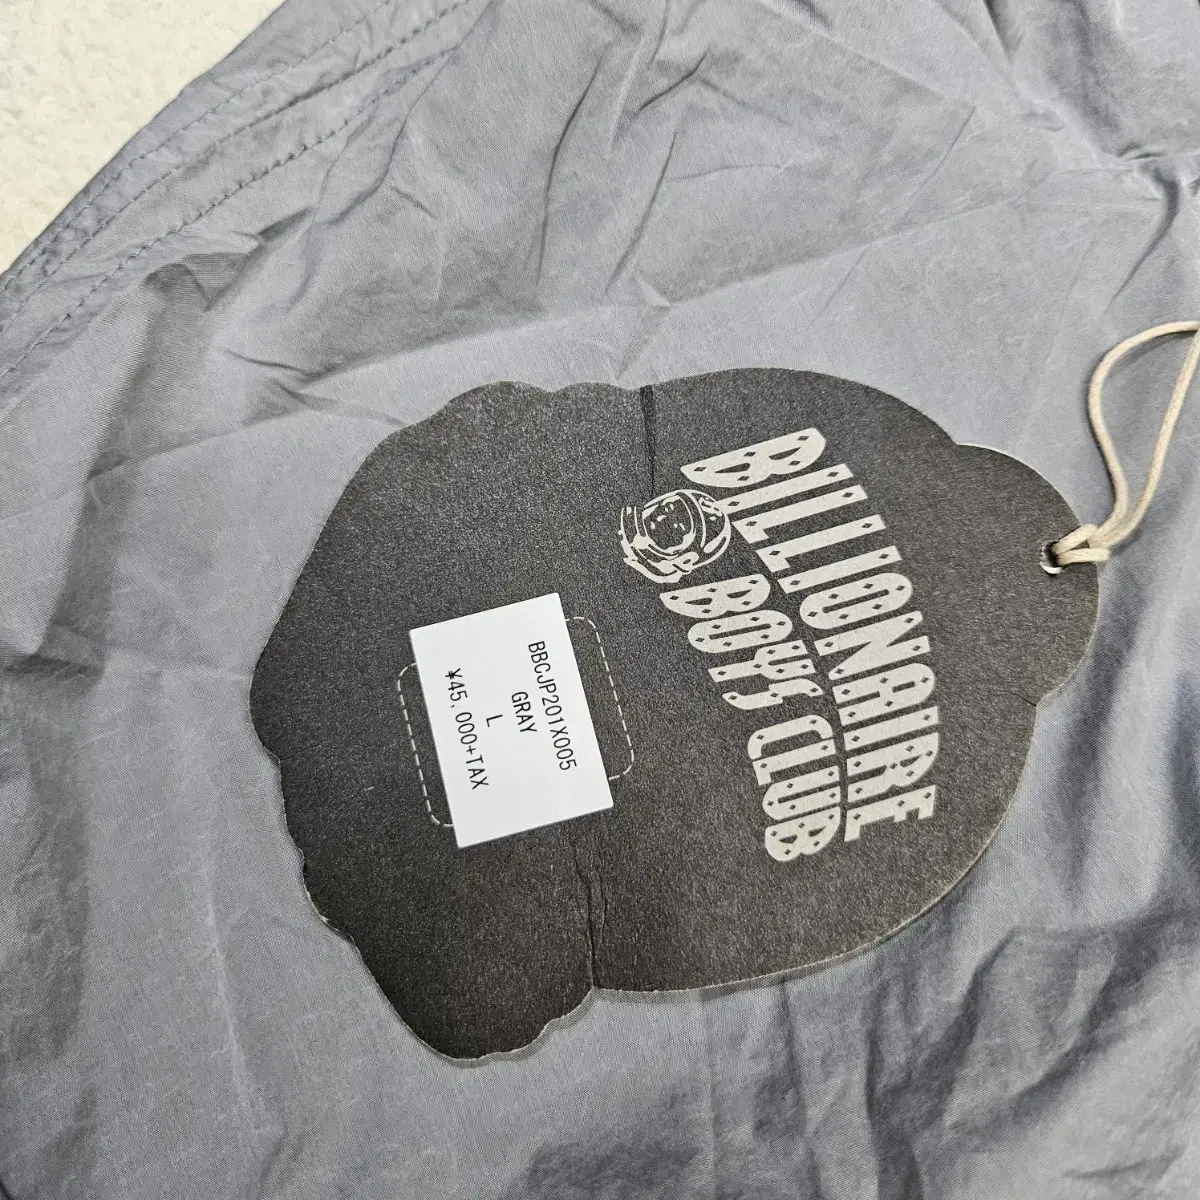 BILLIONAIRE
BOYS CLUB
BBCJP201X005
GRAY
L
¥45,000+TAX